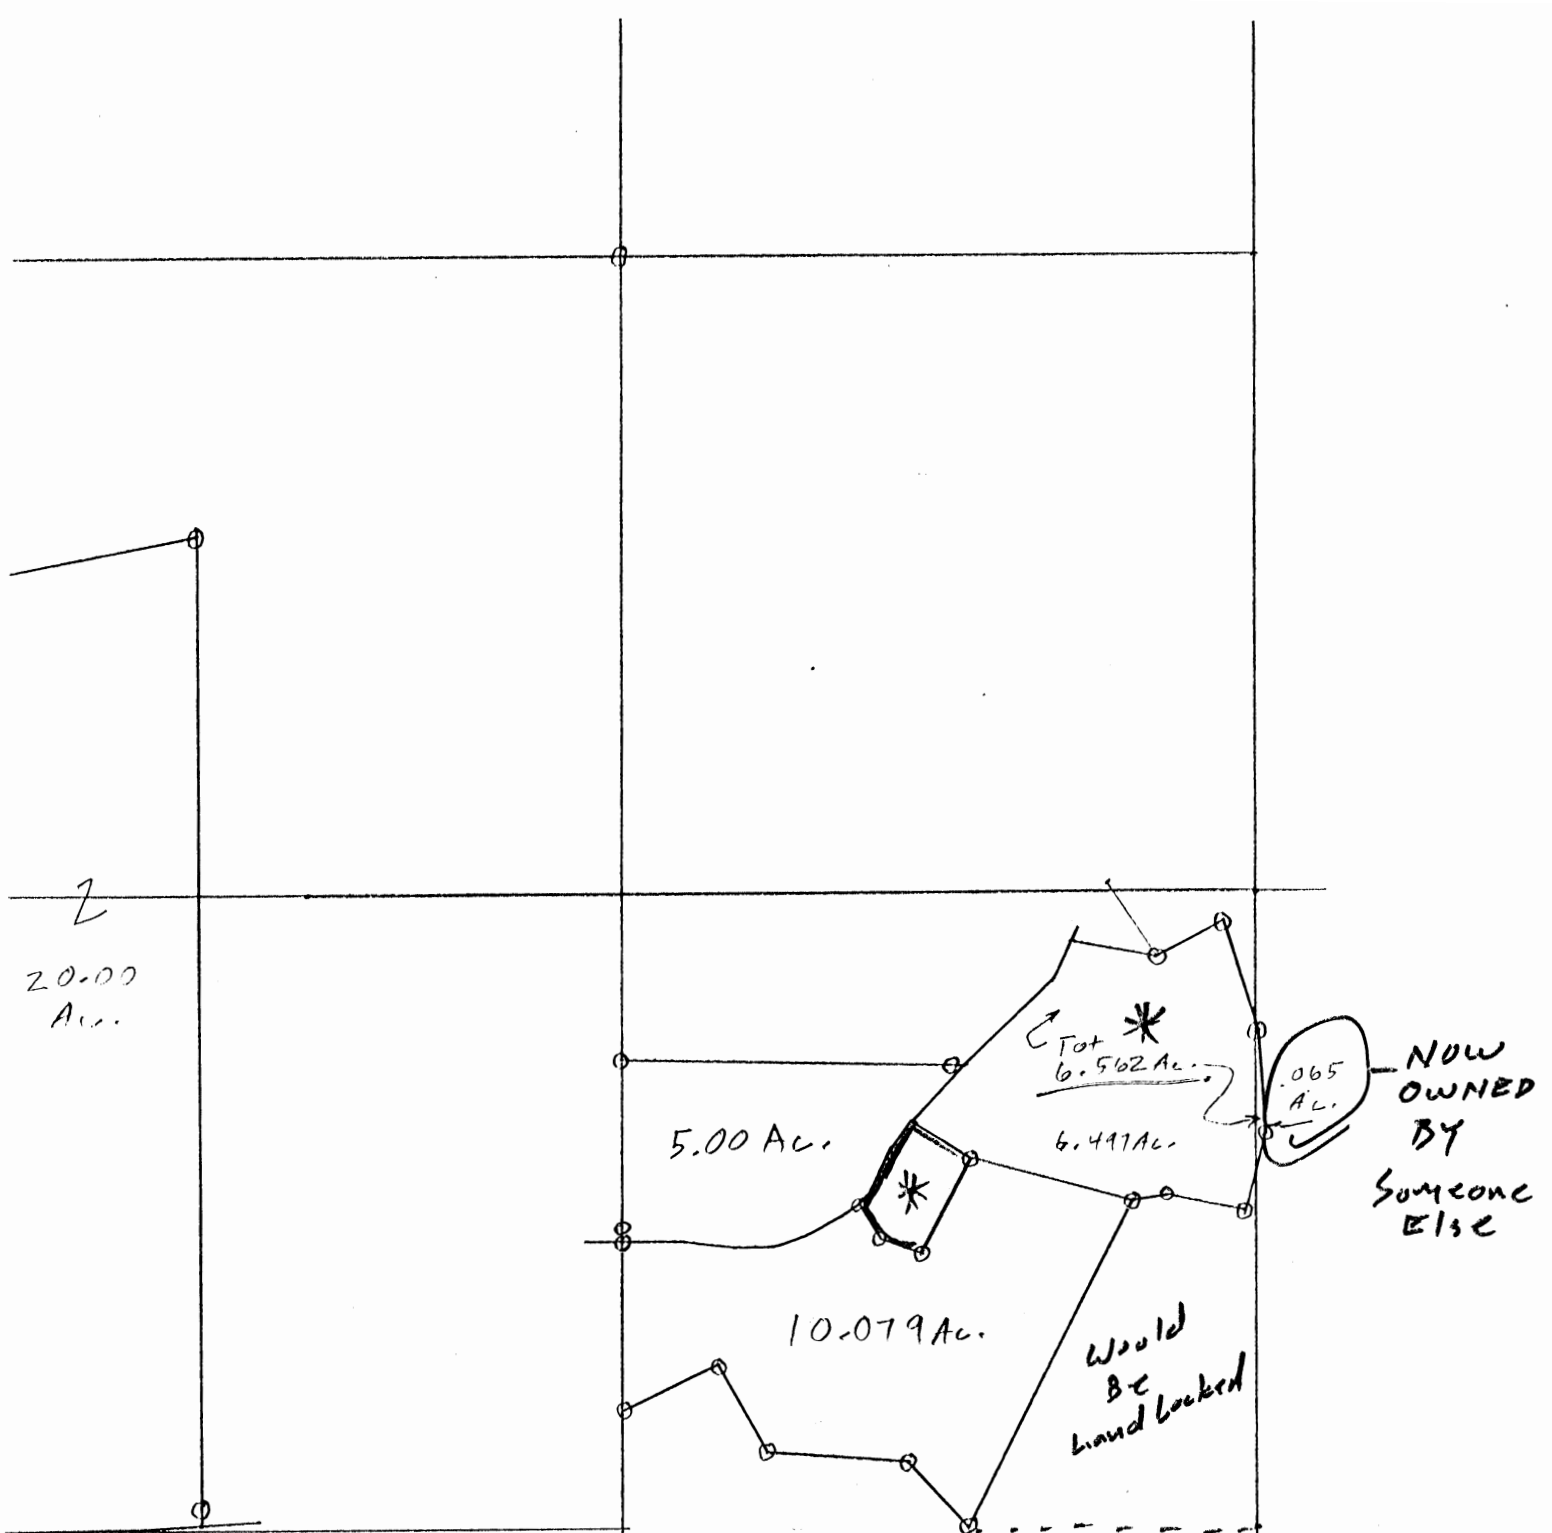 2
20.00
Ac.
Tot
6.562 Ac.
.065
Ac.
NOW
OWNED
BY
Someone
Else
5.00 Ac.
6.497 Ac.
10.079 Ac.
Would
Be
Land Locked